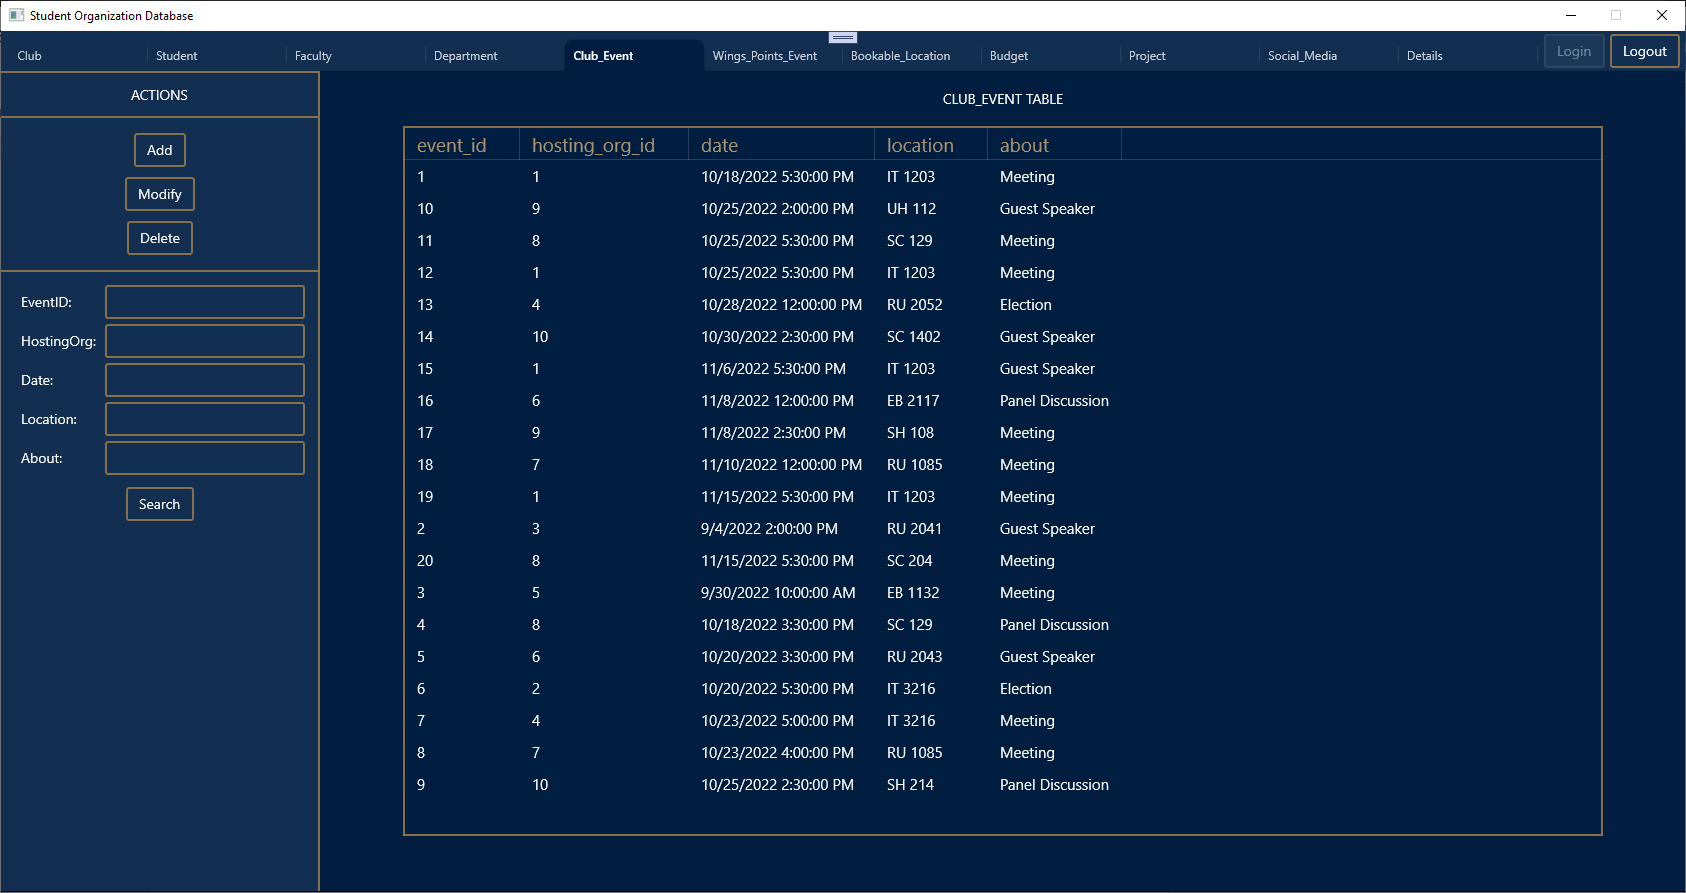 Student Organization Database
Club Student Faculty Department Club_Event Wings_Points_Event Bookable_Location Budget Project Social_Media Details Login Logout
ACTIONS
Add
Modify
Delete
EventID:
HostingOrg:
Date:
Location:
About:
Search
CLUB_EVENT TABLE
event_id hosting_org_id date location about
1 1 10/18/2022 5:30:00 PM IT 1203 Meeting
10 9 10/25/2022 2:00:00 PM UH 112 Guest Speaker
11 8 10/25/2022 5:30:00 PM SC 129 Meeting
12 1 10/25/2022 5:30:00 PM IT 1203 Meeting
13 4 10/28/2022 12:00:00 PM RU 2052 Election
14 10 10/30/2022 2:30:00 PM SC 1402 Guest Speaker
15 1 11/6/2022 5:30:00 PM IT 1203 Guest Speaker
16 6 11/8/2022 12:00:00 PM EB 2117 Panel Discussion
17 9 11/8/2022 2:30:00 PM SH 108 Meeting
18 7 11/10/2022 12:00:00 PM RU 1085 Meeting
19 1 11/15/2022 5:30:00 PM IT 1203 Meeting
2 3 9/4/2022 2:00:00 PM RU 2041 Guest Speaker
20 8 11/15/2022 5:30:00 PM SC 204 Meeting
3 5 9/30/2022 10:00:00 AM EB 1132 Meeting
4 8 10/18/2022 3:30:00 PM SC 129 Panel Discussion
5 6 10/20/2022 3:30:00 PM RU 2043 Guest Speaker
6 2 10/20/2022 5:30:00 PM IT 3216 Election
7 4 10/23/2022 5:00:00 PM IT 3216 Meeting
8 7 10/23/2022 4:00:00 PM RU 1085 Meeting
9 10 10/25/2022 2:30:00 PM SH 214 Panel Discussion